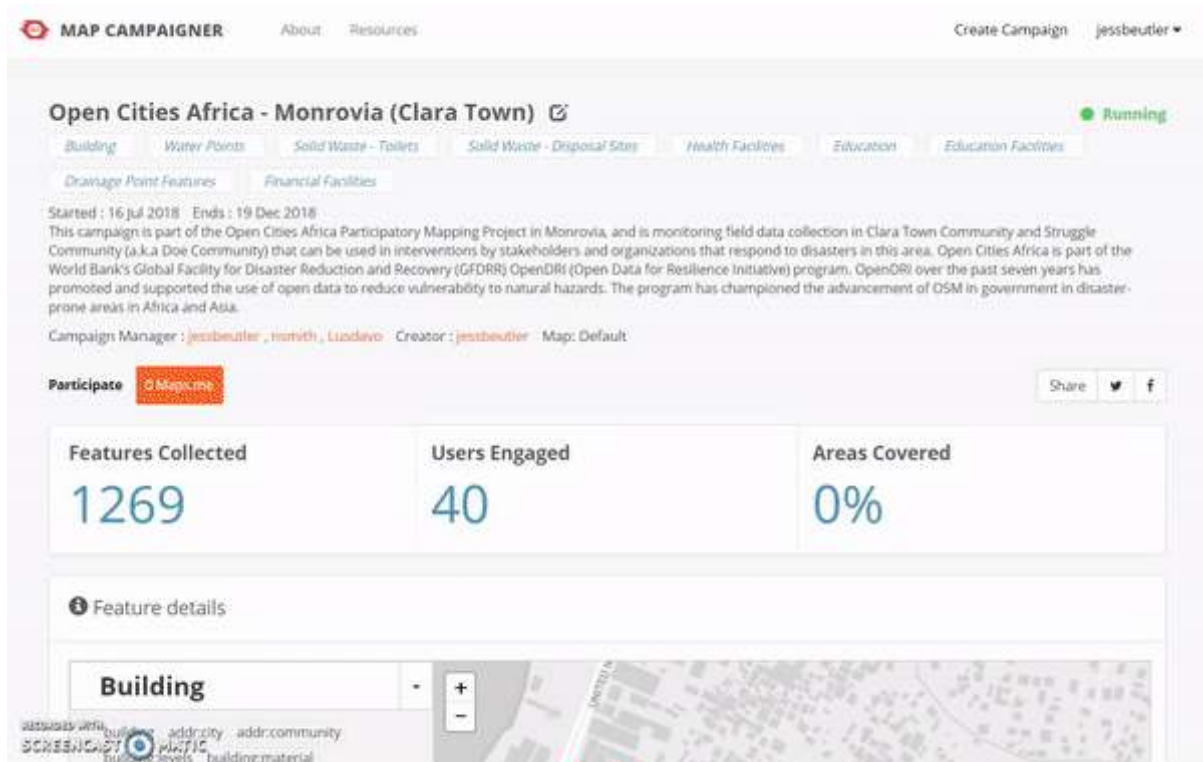 MAP CAMPAIGNER About Resources Create Campaign jessbeutler
Open Cities Africa - Monrovia (Clara Town) Running
Building Water Points Solid Waste - Toilets Solid Waste - Disposal Sites Health Facilities Education Education Facilities
Drainage Point Features Financial Facilities
Started : 16 Jul 2018 Ends : 19 Dec 2018
This campaign is part of the Open Cities Africa Participatory Mapping Project in Monrovia, and is monitoring field data collection in Clara Town Community and Struggle
Community (a.k.a Doe Community) that can be used in interventions by stakeholders and organizations that respond to disasters in this area. Open Cities Africa is part of the
World Bank's Global Facility for Disaster Reduction and Recovery (GFDRR) OpenDRI (Open Data for Resilience Initiative) program. OpenDRI over the past seven years has
promoted and supported the use of open data to reduce vulnerability to natural hazards. The program has championed the advancement of OSM in government in disaster-
prone areas in Africa and Asia.
Campaign Manager : jessbeutler , Creator : jessbeutler Map: Default
Participate Maps.me Share
Features Collected Users Engaged Areas Covered
1269 40 0%
Feature details
Building
+
-
RECORDED WITH
SCREENCAST MATIC
building addr:city addr:community
building:levels building:material